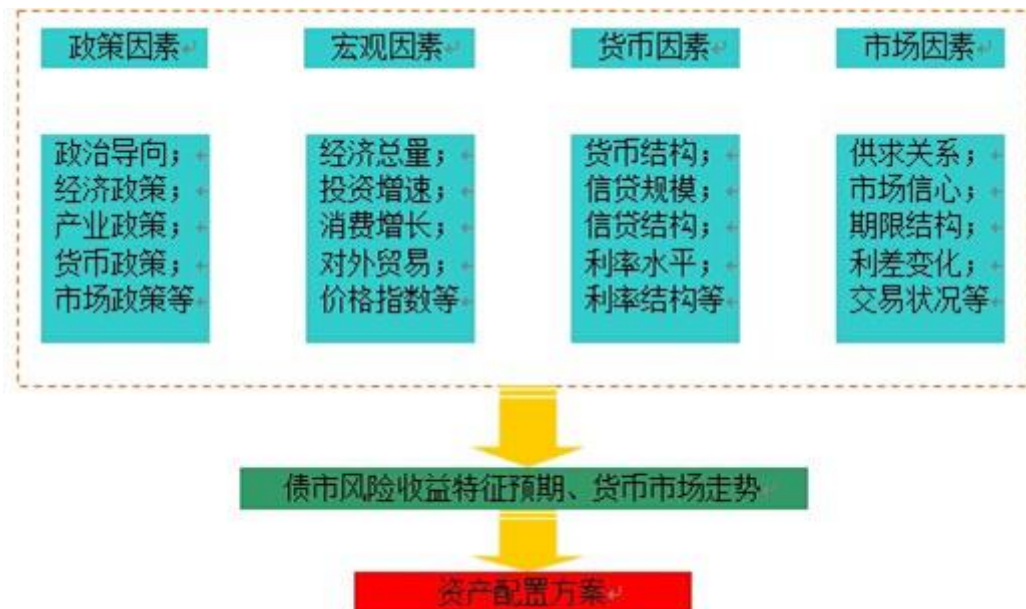 政策因素
宏观因素
货币因素
市场因素
政治导向；
经济政策；
产业政策；
货币政策；
市场政策等
经济总量；
投资增速；
消费增长；
对外贸易；
价格指数等
货币结构；
信贷规模；
信贷结构；
利率水平；
利率结构等
供求关系；
市场信心；
期限结构；
利差变化；
交易状况等
债市风险收益特征预期、货币市场走势
资产配置方案